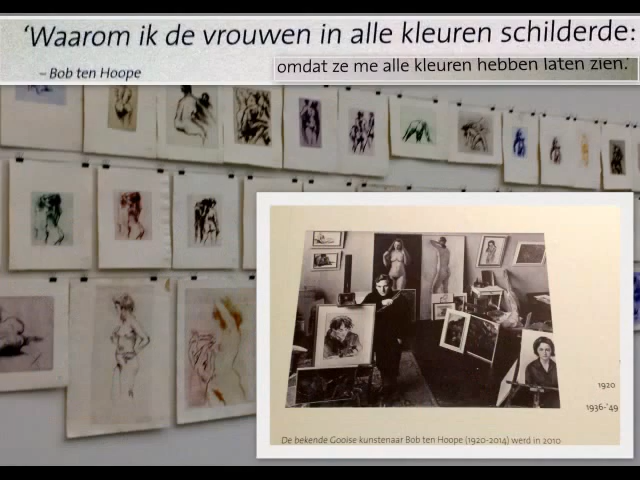 'Waarom ik de vrouwen in alle kleuren schilderde:
– Bob ten Hoope
omdat ze me alle kleuren hebben laten zien.'
1920
1936-'49
De bekende Gooise kunstenaar Bob ten Hoope (1920-2014) werd in 2010